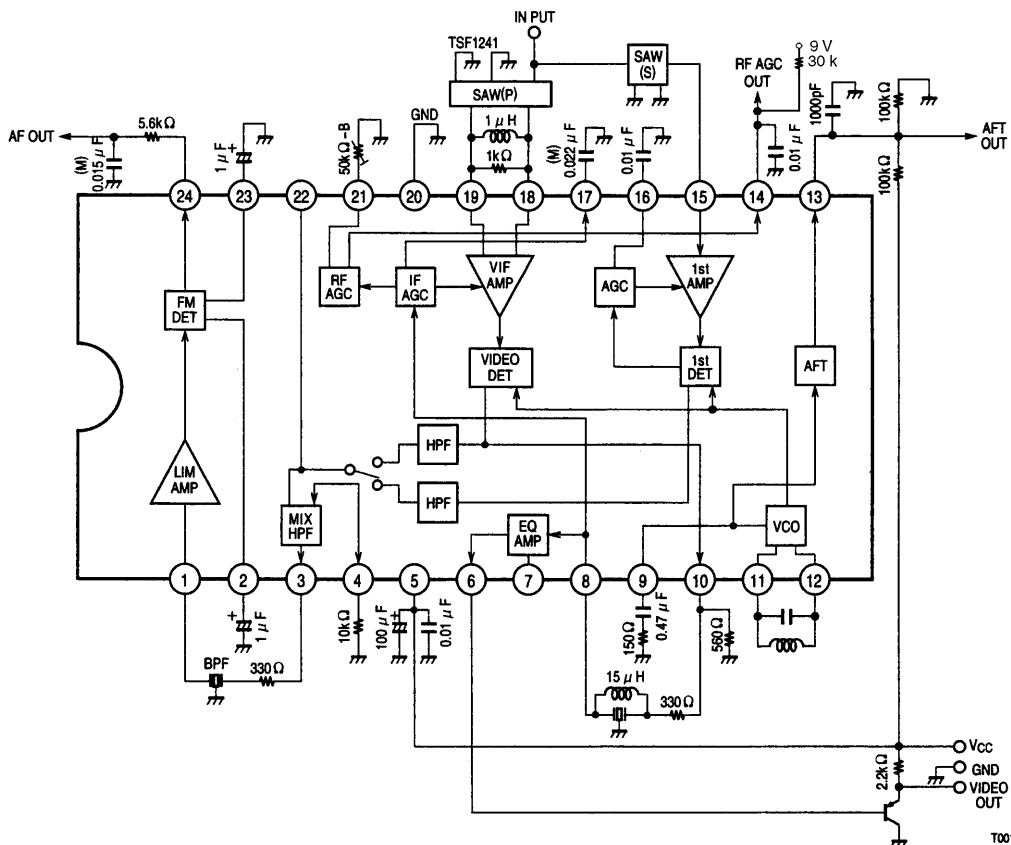 IN PUT
TSF1241
SAW(P)
SAW
(S)
RF AGC
OUT
9 V
30 k
1000pF
100kΩ
AF OUT
5.6kΩ
(M)
0.015 μF
1 μF
+
50kΩ-B
GND
1 μH
1kΩ
(M)
0.022 μF
0.01 μF
0.01 μF
100kΩ
AFT
OUT
24
23
22
21
20
19
18
17
16
15
14
13
FM
DET
RF
AGC
IF
AGC
VIF
AMP
AGC
1st
AMP
VIDEO
DET
1st
DET
AFT
LIM
AMP
HPF
HPF
MIX
HPF
EQ
AMP
VCO
1
2
3
4
5
6
7
8
9
10
11
12
+
1 μF
10kΩ
100 μF
+
0.01 μF
150Ω
0.47 μF
560Ω
BPF
330Ω
15 μH
330Ω
VCC
2.2kΩ
GND
VIDEO
OUT
T001